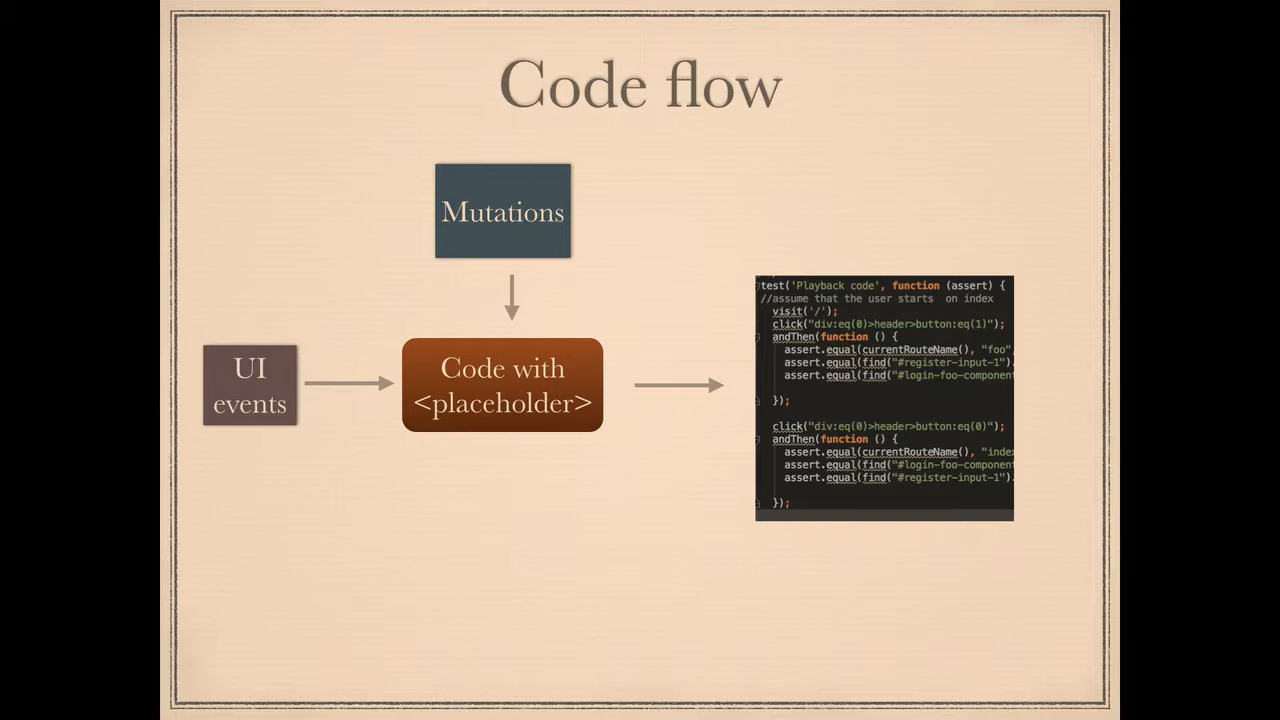 Code flow
Mutations
UI
events
Code with
<placeholder>
test('Playback code', function (assert) {
//assume that the user starts  on index
visit('/');
click("div:eq(0)>header>button:eq(1)");
andThen(function () {
assert.equal(currentRouteName(), "foo"
assert.equal(find("#register-input-1").
assert.equal(find("#login-foo-component
});
click("div:eq(0)>header>button:eq(0)");
andThen(function () {
assert.equal(currentRouteName(), "index
assert.equal(find("#login-foo-component
assert.equal(find("#register-input-1").
});